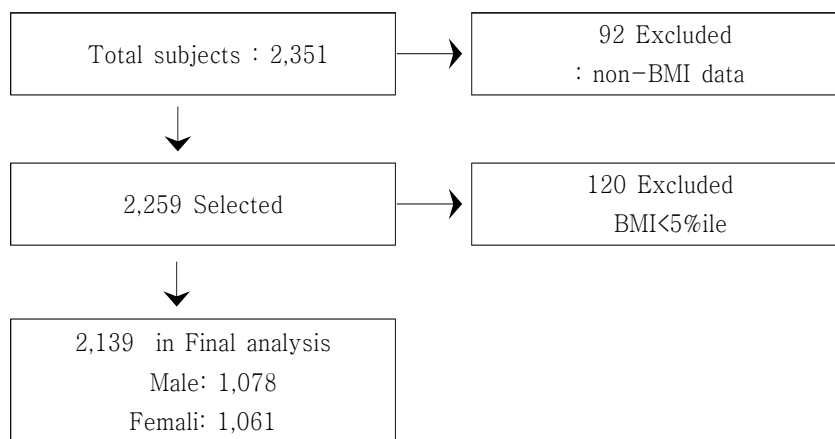 Total subjects : 2,351
92 Excluded
: non-BMI data
2,259 Selected
120 Excluded
BMI<5%ile
2,139 in Final analysis
Male: 1,078
Femali: 1,061